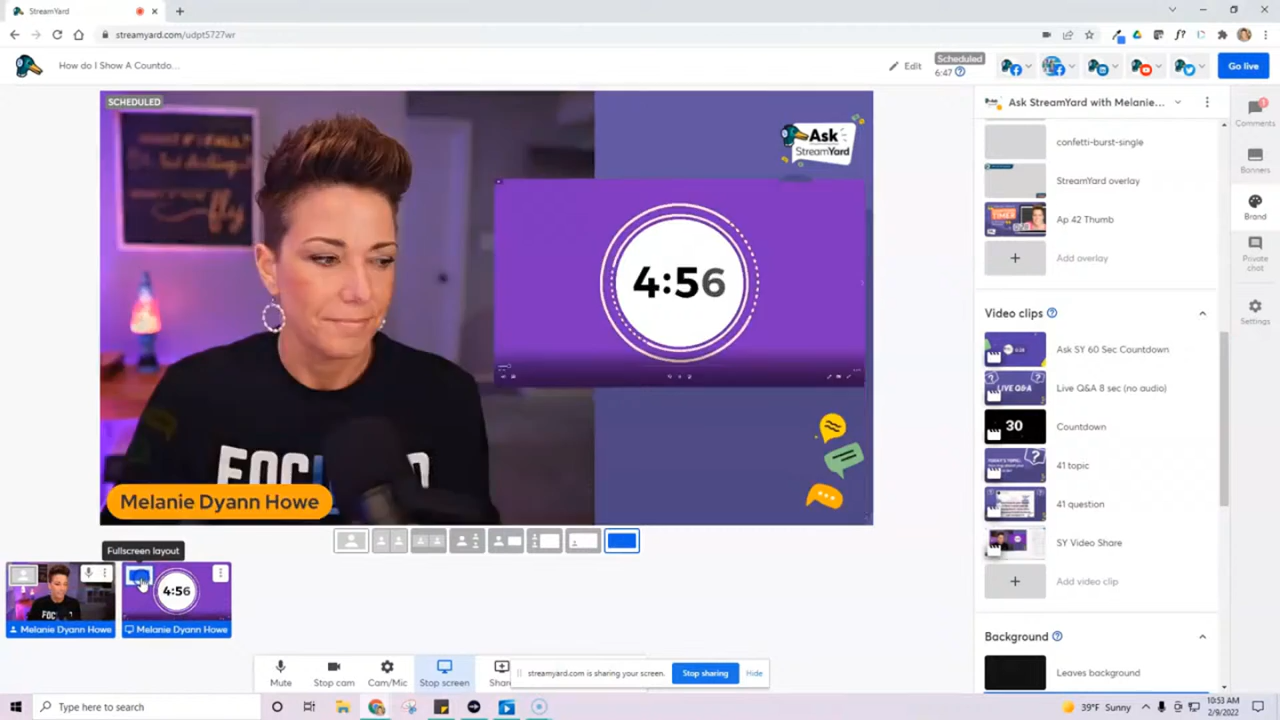 StreamYard
streamyard.com/udpt5727wr
How do I Show A Countdo...
Edit
Scheduled
6:47
Go live
SCHEDULED
Ask
StreamYard
4:56
Melanie Dyann Howe
Fullscreen layout
4:56
Melanie Dyann Howe
Melanie Dyann Howe
Mute
Stop cam
Cam/Mic
Stop screen
streamyard.com is sharing your screen.
Stop sharing
Hide
Ask StreamYard with Melanie...
confetti-burst-single
StreamYard overlay
Ap 42 Thumb
Add overlay
Video clips
Ask SY 60 Sec Countdown
LIVE Q&A
Live Q&A 8 sec (no audio)
30
Countdown
41 topic
41 question
SY Video Share
Add video clip
Background
Leaves background
Comments
Banners
Brand
Private
chat
Settings
Type here to search
39°F Sunny
10:53 AM
2/9/2022